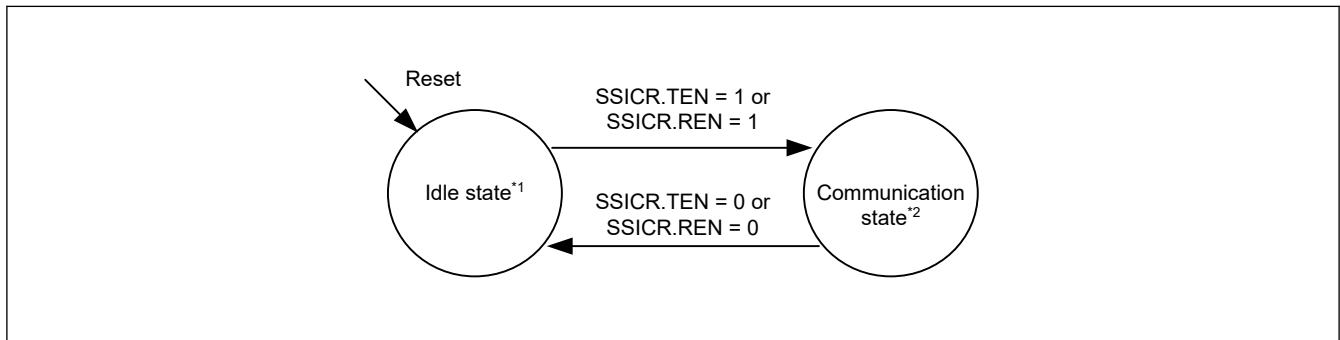 Reset
SSICR.TEN = 1 or
SSICR.REN = 1
Idle state*1
SSICR.TEN = 0 or
SSICR.REN = 0
Communication
state*2